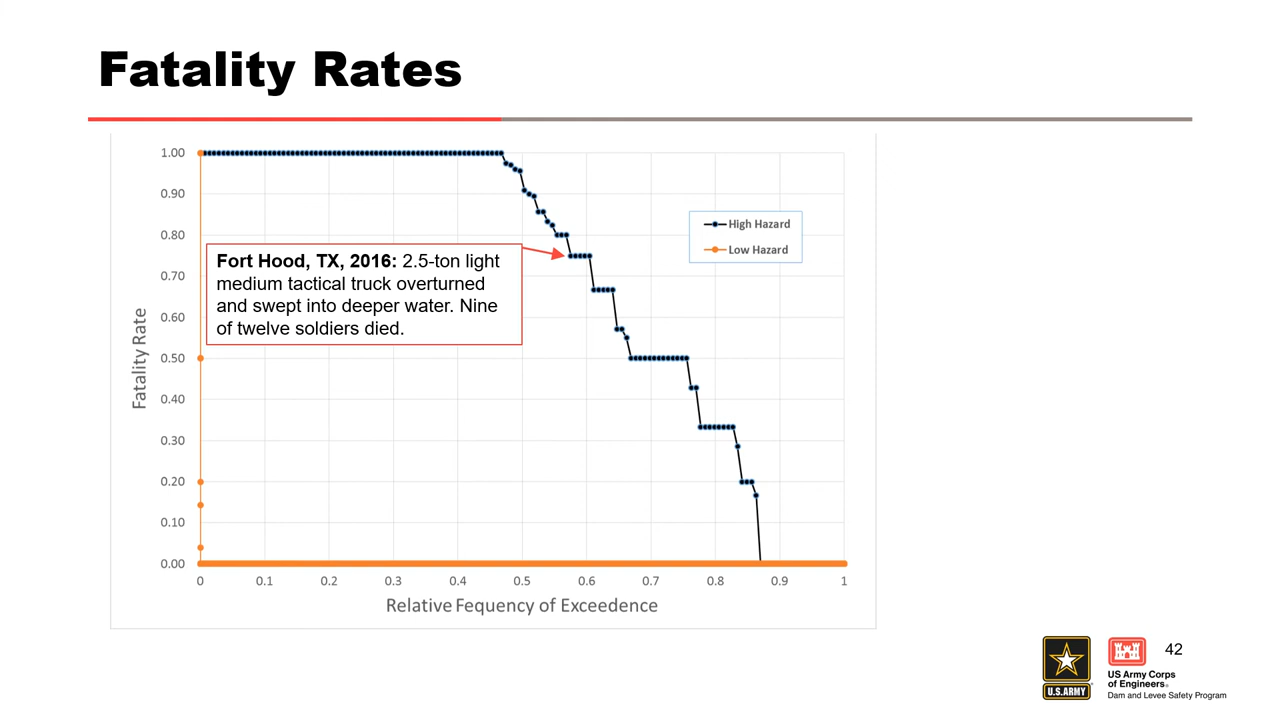 Fatality Rates
1.00
0.90
0.80
0.70
0.60
0.50
0.40
0.30
0.20
0.10
0.00
Fatality Rate
High Hazard
Low Hazard
Fort Hood, TX, 2016: 2.5-ton light
medium tactical truck overturned
and swept into deeper water. Nine
of twelve soldiers died.
0 0.1 0.2 0.3 0.4 0.5 0.6 0.7 0.8 0.9 1
Relative Fequency of Exceedence
U.S.ARMY
US Army Corps
of Engineers®
Dam and Levee Safety Program
42